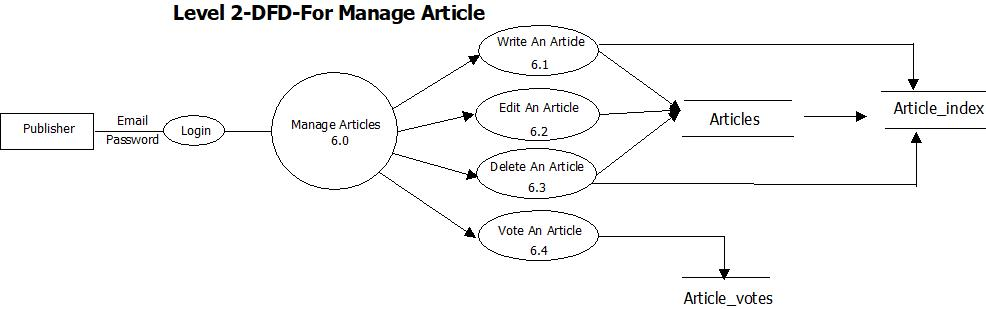 Level 2-DFD-For Manage Article
Publisher
Email
Password
Login
Manage Articles
6.0
Write An Article
6.1
Edit An Article
6.2
Delete An Article
6.3
Vote An Article
6.4
Articles
Article_index
Article_votes